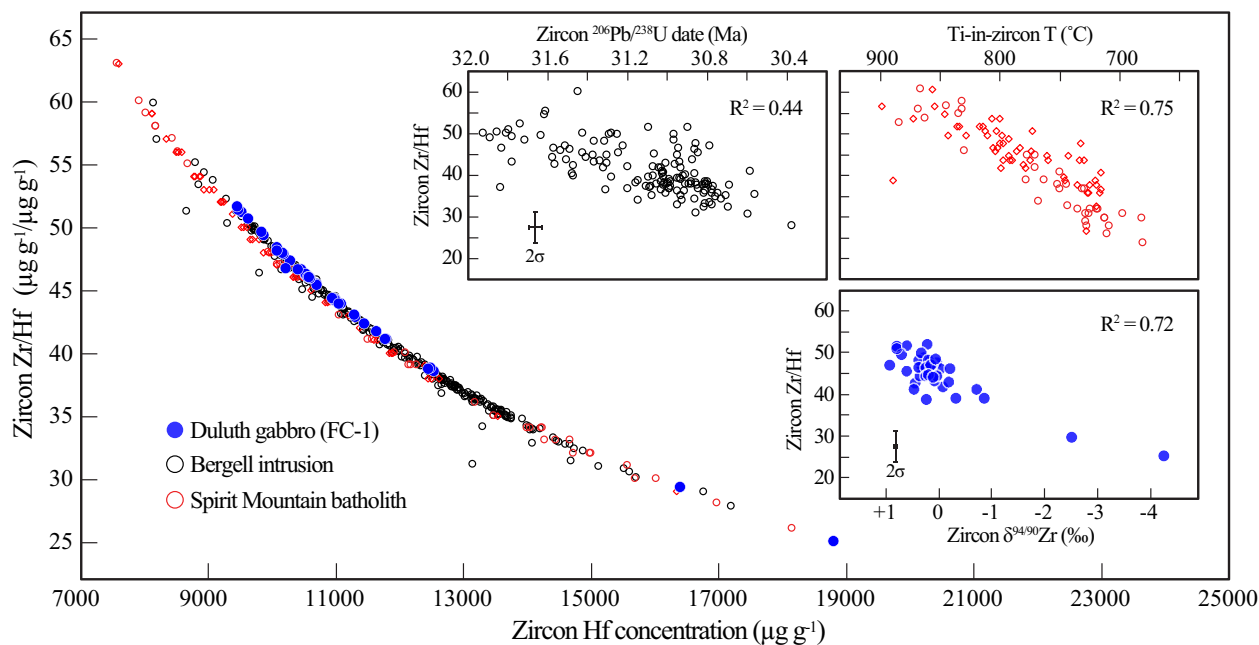 Zircon Zr/Hf (µg g⁻¹/µg g⁻¹)
65
60
55
50
45
40
35
30
25
7000 9000 11000 13000 15000 17000 19000 21000 23000 25000
Zircon Hf concentration (µg g⁻¹)
Duluth gabbro (FC-1)
Bergell intrusion
Spirit Mountain batholith
Zircon ²⁰⁶Pb/²³⁸U date (Ma)
32.0 31.6 31.2 30.8 30.4
Zircon Zr/Hf
60
50
40
30
20
R² = 0.44
2σ
Ti-in-zircon T (°C)
900 800 700
R² = 0.75
Zircon Zr/Hf
60
50
40
30
20
R² = 0.72
2σ
+1 0 -1 -2 -3 -4
Zircon δ⁹⁴ᐟ⁹⁰Zr (‰)